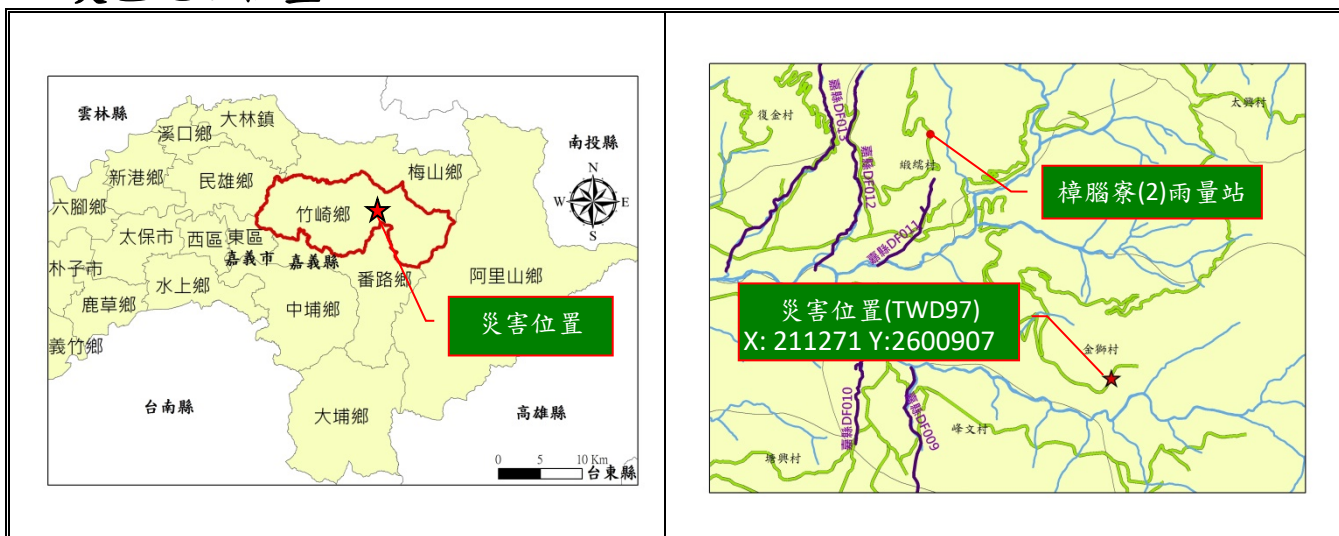 雲林縣
大林鎮
溪口鄉
南投縣
梅山鄉
N
新港鄉
民雄鄉
W
E
六腳鄉
竹崎鄉
S
太保市
西區
東區
嘉義市
嘉義縣
朴子市
番路鄉
阿里山鄉
水上鄉
鹿草鄉
中埔鄉
災害位置
義竹鄉
台南縣
大埔鄉
高雄縣
0 5 10 Km
台東縣
嘉縣DF013
復金村
太興村
嘉縣DF012
緞繻村
樟腦寮(2)雨量站
嘉縣DF011
災害位置(TWD97)
X: 211271 Y:2600907
金獅村
嘉縣DF010
嘉縣DF009
峰文村
塘興村